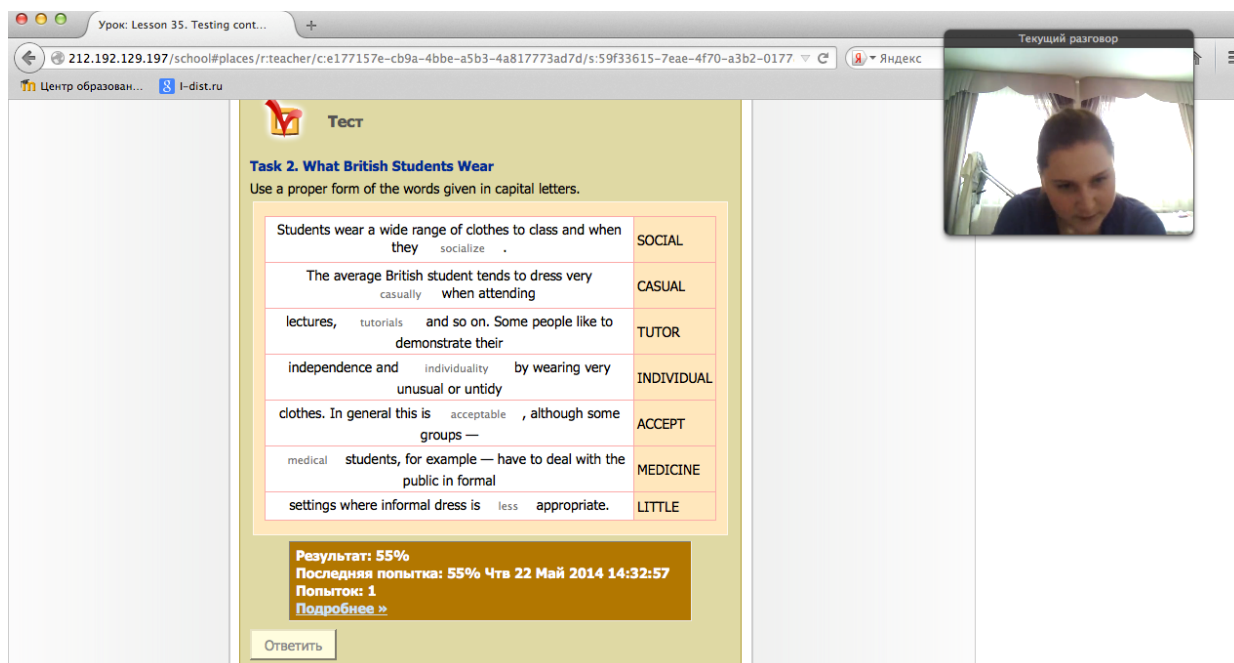 Урок: Lesson 35. Testing cont...
212.192.129.197/school#places/r:teacher/c:e177157e-cb9a-4bbe-a5b3-4a817773ad7d/s:59f33615-7eae-4f70-a3b2-0177
Яндекс
Текущий разговор
Центр образован...
I-dist.ru
Тест
Task 2. What British Students Wear
Use a proper form of the words given in capital letters.
Students wear a wide range of clothes to class and when
they socialize .
SOCIAL
The average British student tends to dress very
casually when attending
CASUAL
lectures, tutorials and so on. Some people like to
demonstrate their
TUTOR
independence and individuality by wearing very
unusual or untidy
INDIVIDUAL
clothes. In general this is acceptable , although some
groups —
ACCEPT
medical students, for example — have to deal with the
public in formal
MEDICINE
settings where informal dress is less appropriate.
LITTLE
Результат: 55%
Последняя попытка: 55% Чтв 22 Май 2014 14:32:57
Попыток: 1
Подробнее »
Ответить